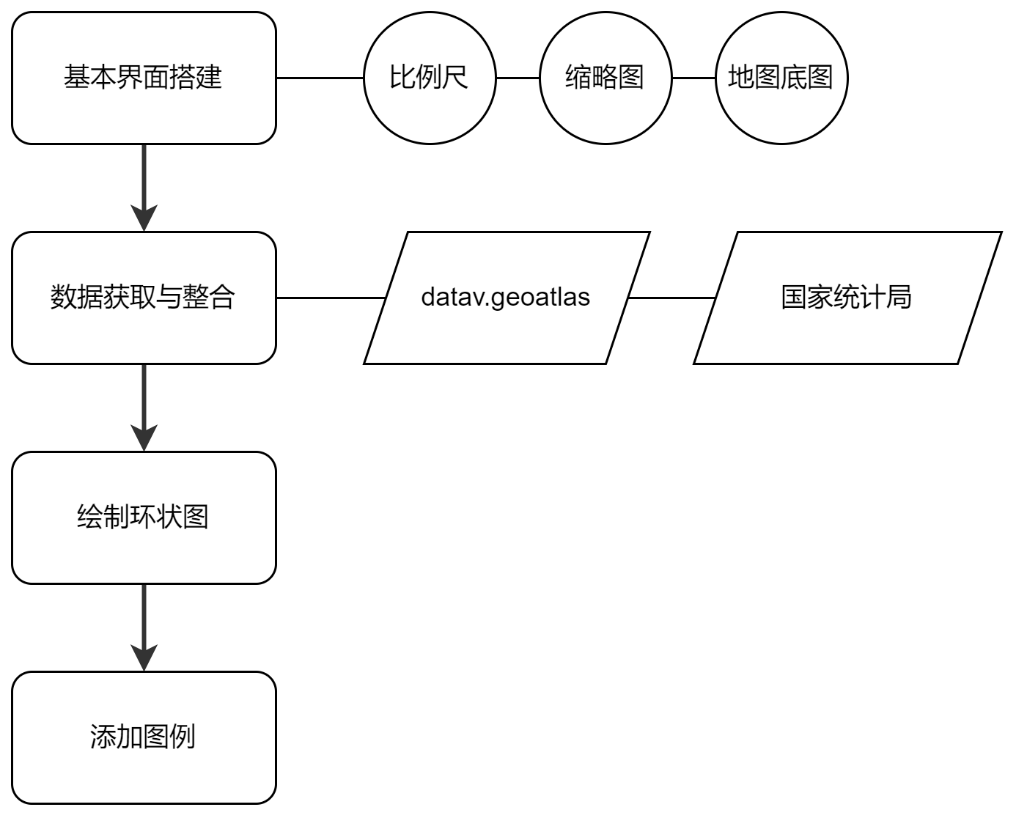 基本界面搭建
比例尺
缩略图
地图底图
数据获取与整合
datav.geoatlas
国家统计局
绘制环状图
添加图例